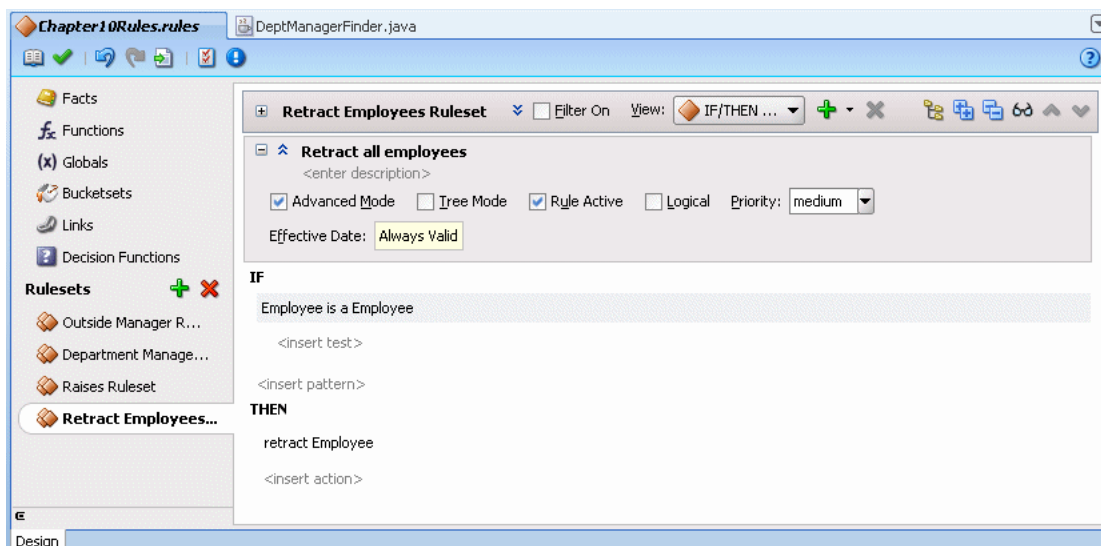 Chapter10Rules.rules DeptManagerFinder.java
Facts
Functions
Globals
Bucketsets
Links
Decision Functions
Rulesets
Outside Manager R...
Department Manage...
Raises Ruleset
Retract Employees...
Retract Employees Ruleset Filter On View: IF/THEN ...
Retract all employees
<enter description>
Advanced Mode Tree Mode Rule Active Logical Priority: medium
Effective Date: Always Valid
IF
Employee is a Employee
<insert test>
<insert pattern>
THEN
retract Employee
<insert action>
Design